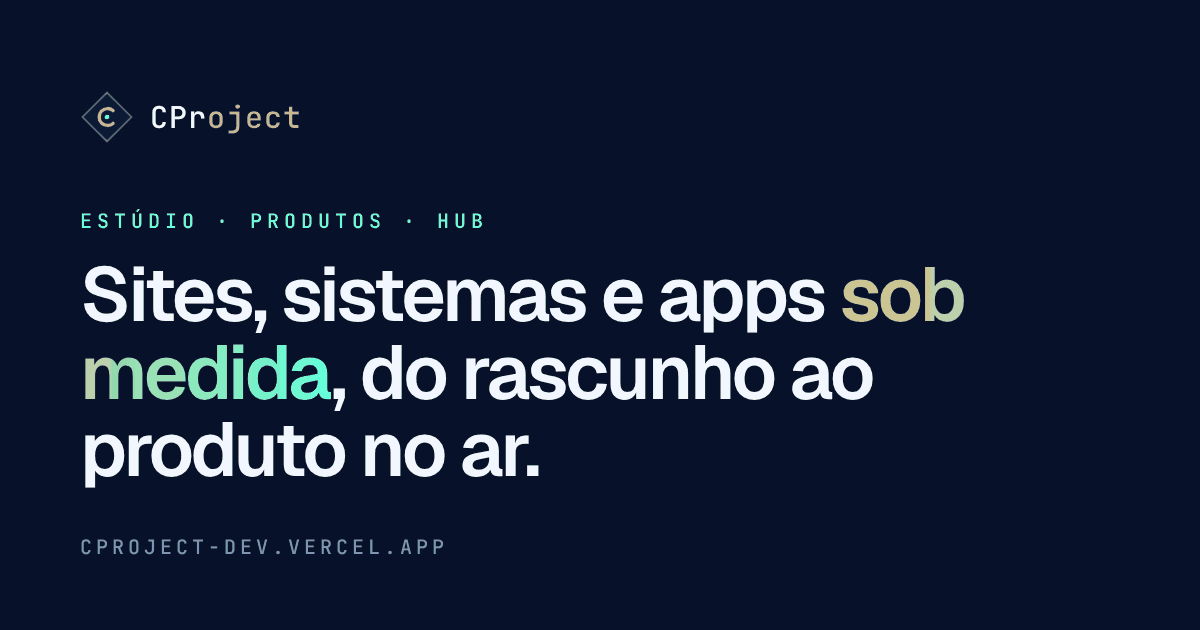 CProject
ESTÚDIO · PRODUTOS · HUB
Sites, sistemas e apps sob
medida, do rascunho ao
produto no ar.
CPROJECT-DEV.VERCEL.APP